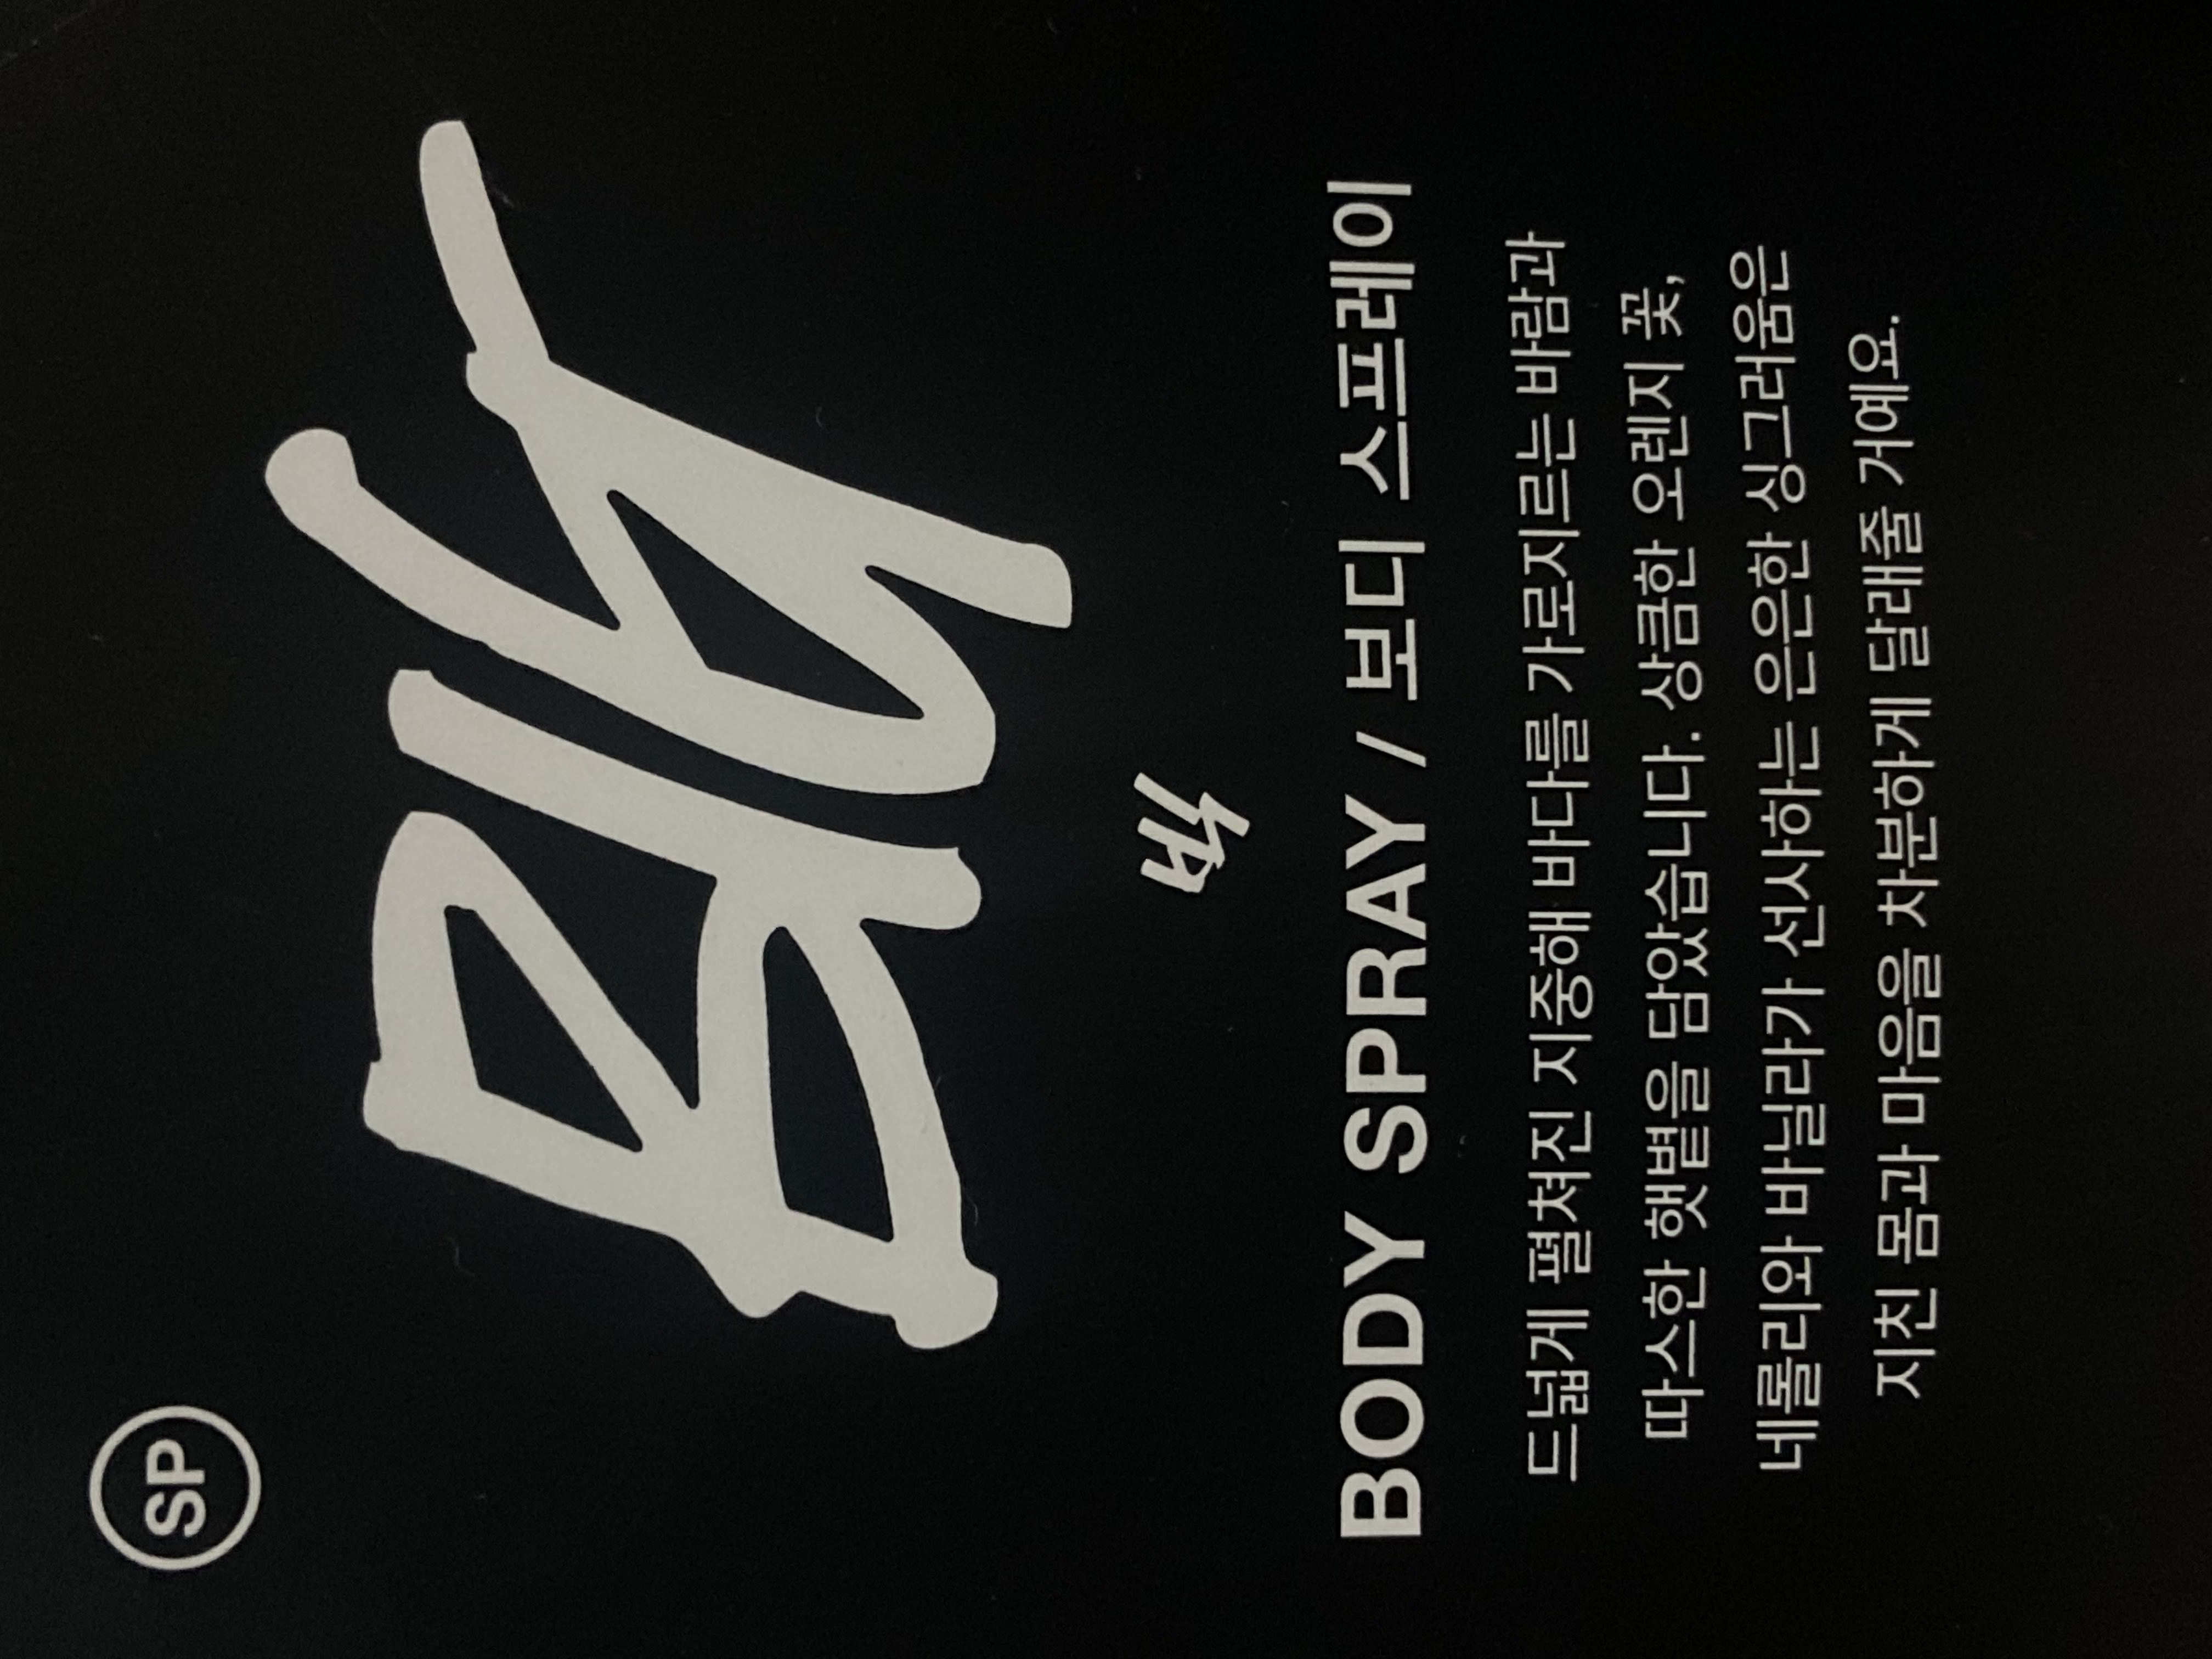 SP
BIG
빅
BODY SPRAY / 보디 스프레이
드넓게 펼쳐진 지중해 바다를 가로지르는 바람과
따스한 햇볕을 담았습니다. 상큼한 오렌지 꽃,
네롤리와 바닐라가 선사하는 은은한 싱그러움은
지친 몸과 마음을 차분하게 달래줄 거예요.